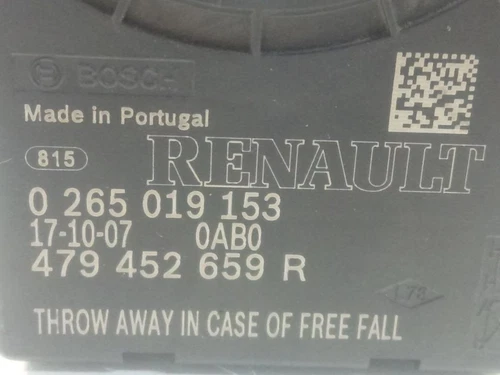 BOSCH
Made in Portugal
815
RENAULT
0 265 019 153
17-10-07 0AB0
479 452 659 R
THROW AWAY IN CASE OF FREE FALL